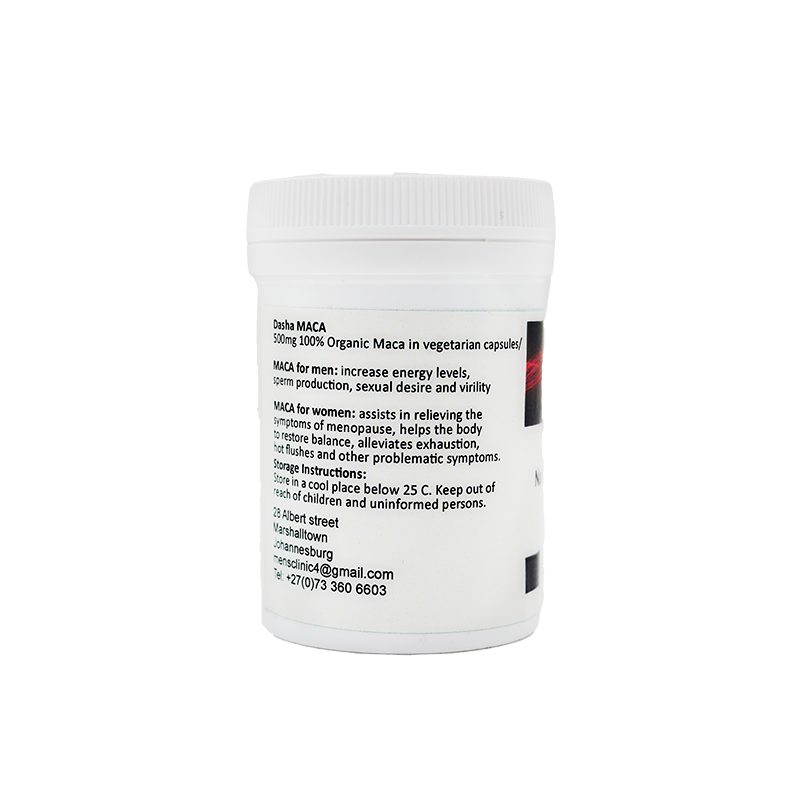 Dasha MACA
500mg 100% Organic Maca in vegetarian capsules/
MACA for men: increase energy levels,
sperm production, sexual desire and virility
MACA for women: assists in relieving the
symptoms of menopause, helps the body
to restore balance, alleviates exhaustion,
hot flushes and other problematic symptoms.
Storage Instructions:
Store in a cool place below 25 C. Keep out of
reach of children and uninformed persons.
28 Albert street
Marshalltown
Johannesburg
mensclinic4@gmail.com
Tel: +27(0)73 360 6603